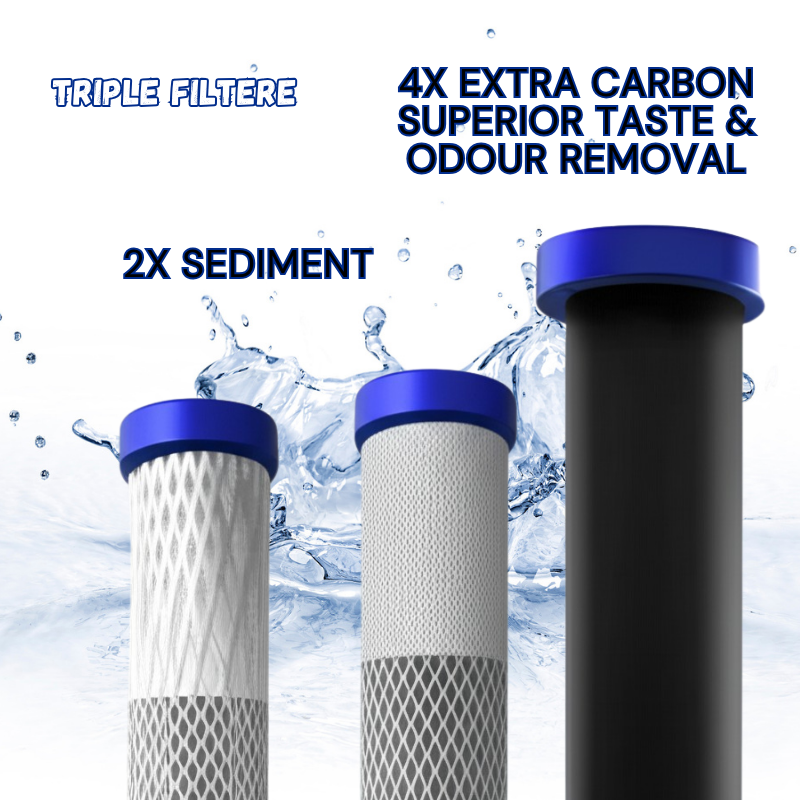 TRIPLE FILTERE
4X EXTRA CARBON
SUPERIOR TASTE &
ODOUR REMOVAL
2X SEDIMENT